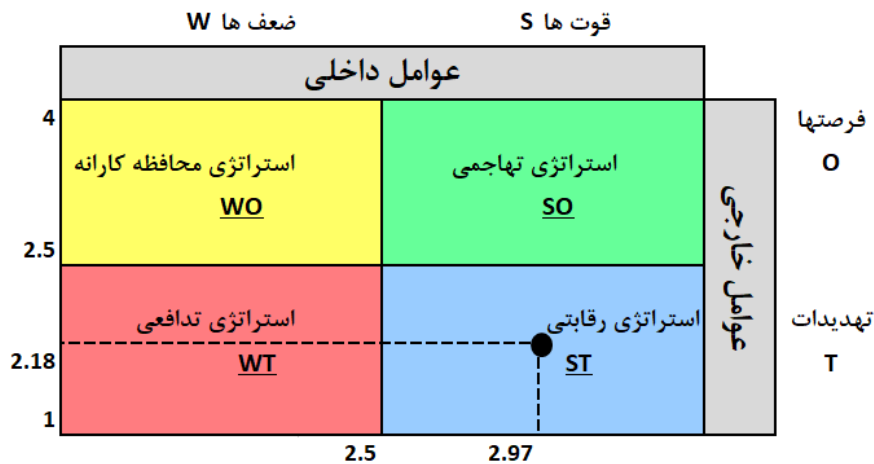 قوت ها S
ضعف ها W
عوامل داخلی
فرصتها
O
عوامل خارجی
تهدیدات
T
استراتژی تهاجمی
SO
استراتژی محافظه کارانه
WO
استراتژی رقابتی
ST
استراتژی تدافعی
WT
4
2.5
2.18
1
2.5
2.97